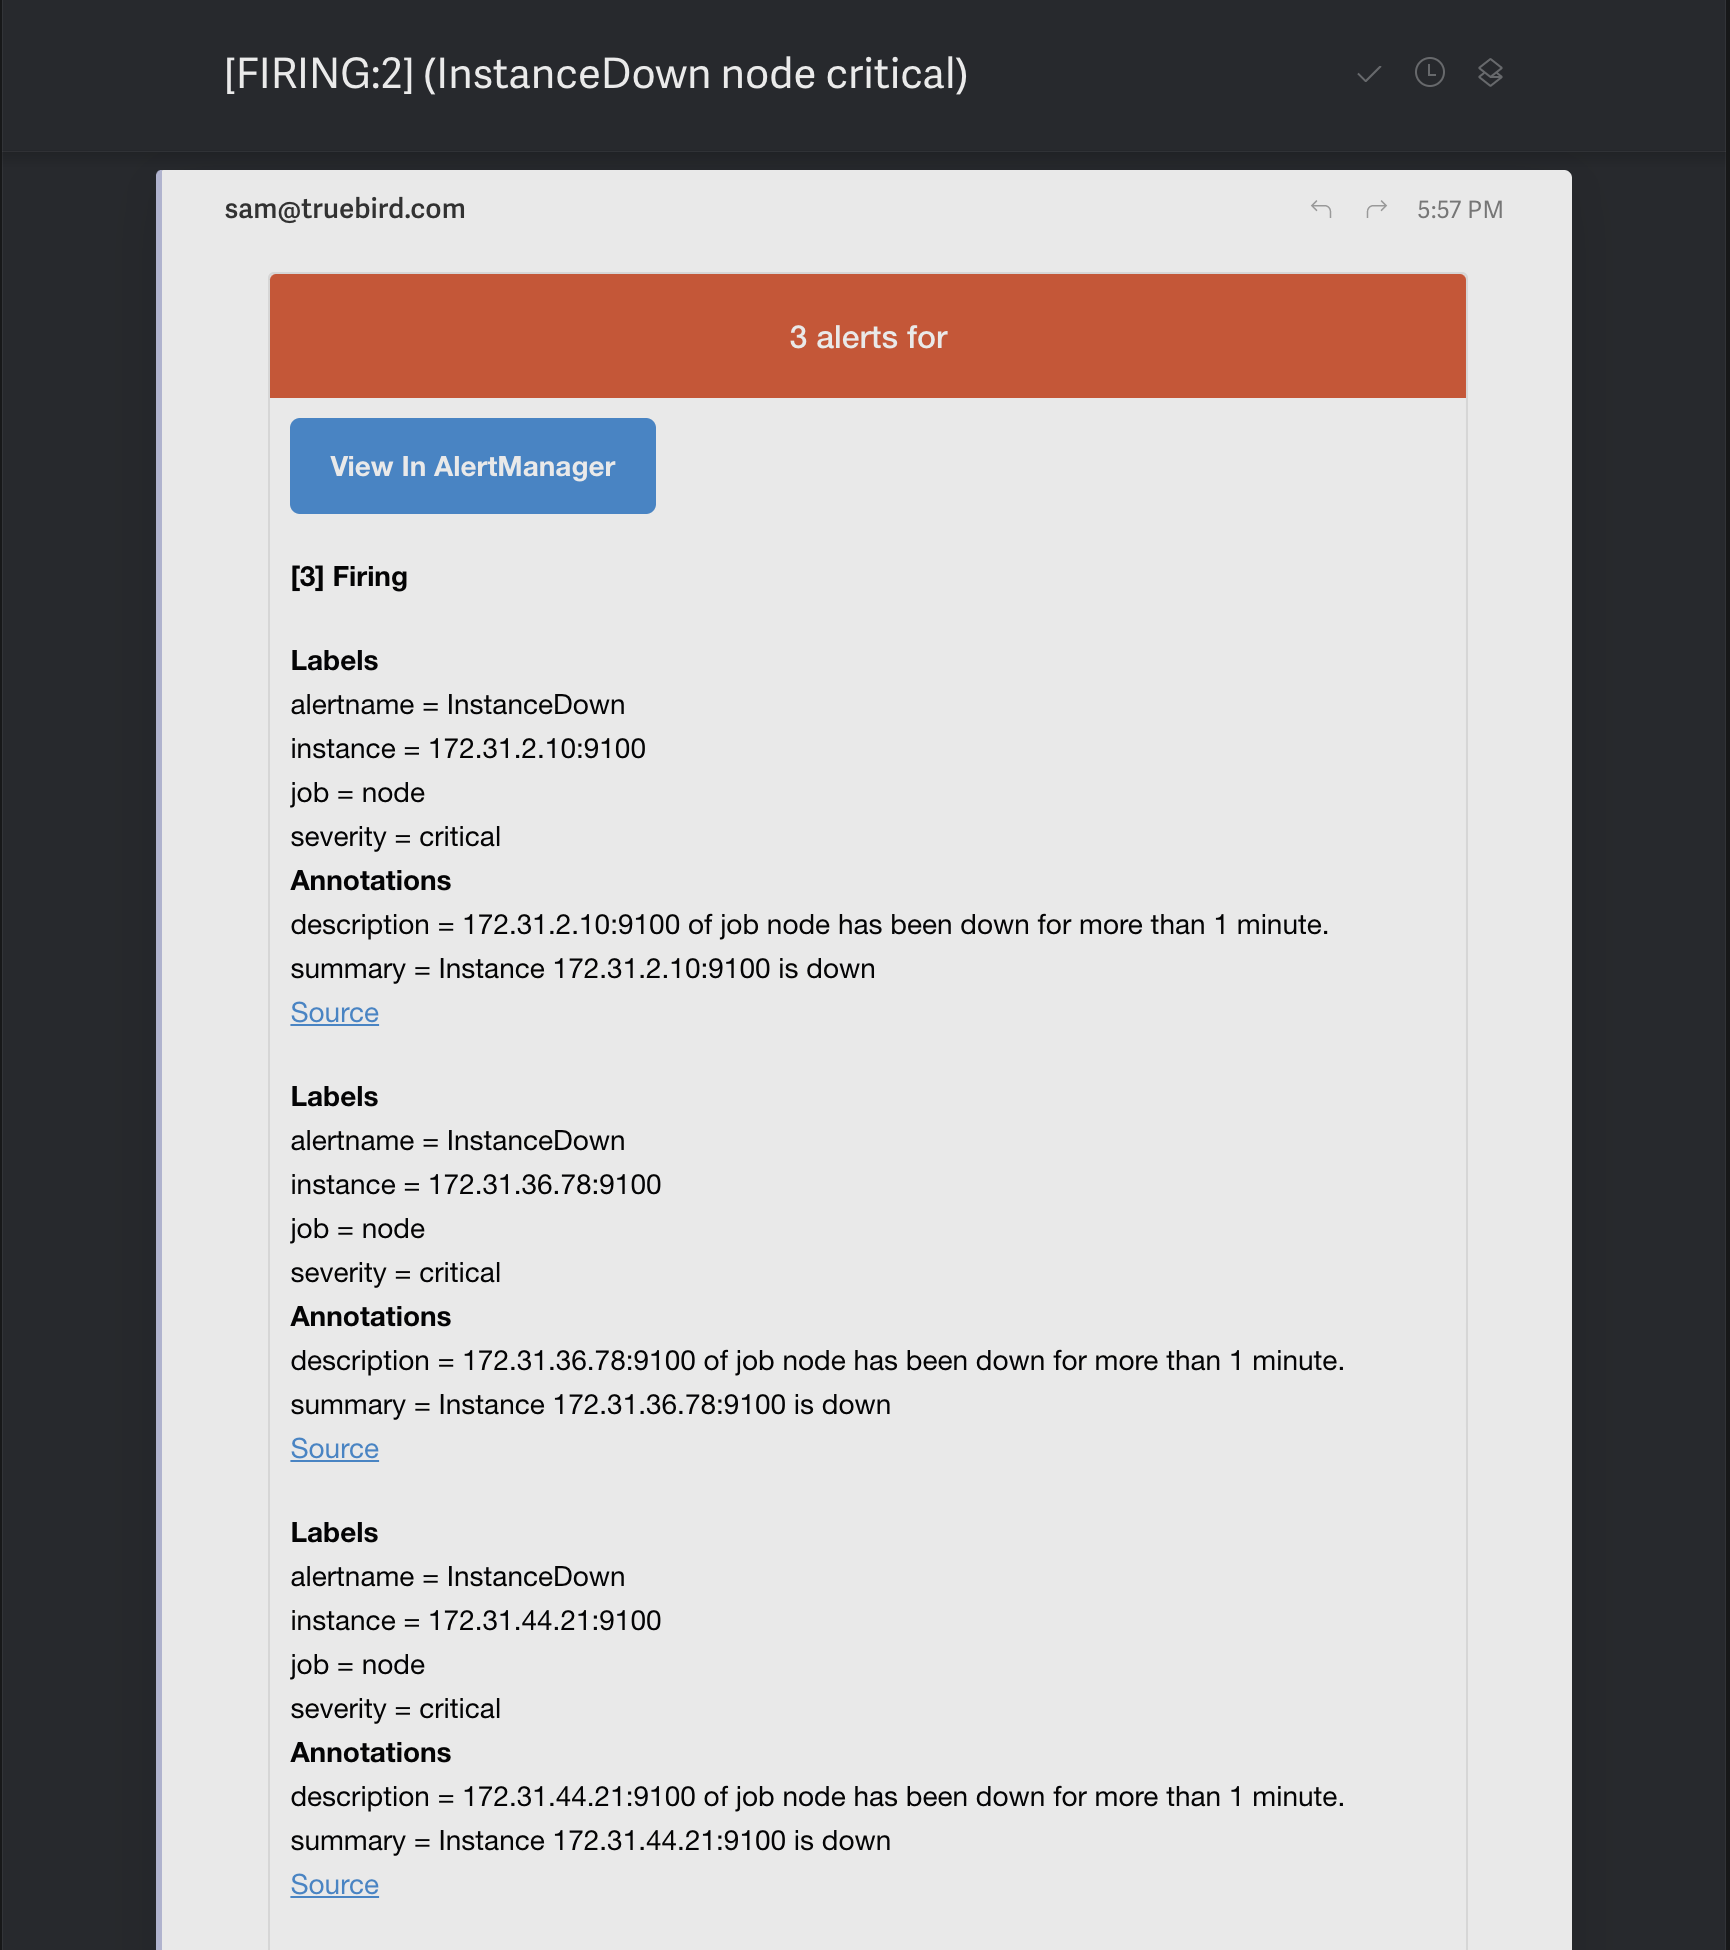 [FIRING:2] (InstanceDown node critical)
sam@truebird.com
5:57 PM
3 alerts for
View In AlertManager
[3] Firing
Labels
alertname = InstanceDown
instance = 172.31.2.10:9100
job = node
severity = critical
Annotations
description = 172.31.2.10:9100 of job node has been down for more than 1 minute.
summary = Instance 172.31.2.10:9100 is down
Source
Labels
alertname = InstanceDown
instance = 172.31.36.78:9100
job = node
severity = critical
Annotations
description = 172.31.36.78:9100 of job node has been down for more than 1 minute.
summary = Instance 172.31.36.78:9100 is down
Source
Labels
alertname = InstanceDown
instance = 172.31.44.21:9100
job = node
severity = critical
Annotations
description = 172.31.44.21:9100 of job node has been down for more than 1 minute.
summary = Instance 172.31.44.21:9100 is down
Source